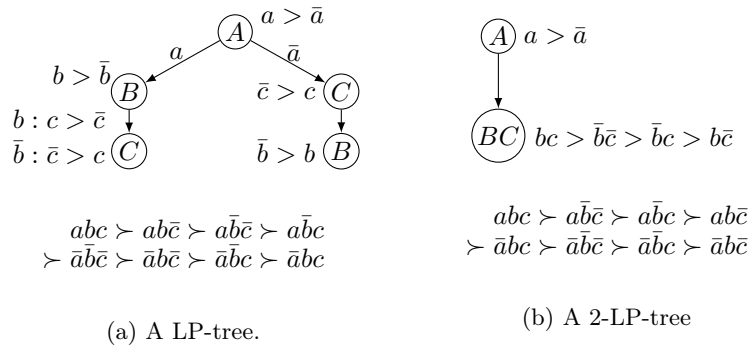 A a > ā
a ā
b > b̄ B c̄ > c C
b : c > c̄
b̄ : c̄ > c C b̄ > b B
abc ≻ abc̄ ≻ ab̄c̄ ≻ ab̄c
≻ āb̄c̄ ≻ ābc̄ ≻ āb̄c ≻ ābc
(a) A LP-tree.
A a > ā
BC bc > b̄c̄ > b̄c > bc̄
abc ≻ ab̄c̄ ≻ ab̄c ≻ abc̄
≻ ābc ≻ āb̄c̄ ≻ āb̄c ≻ ābc̄
(b) A 2-LP-tree